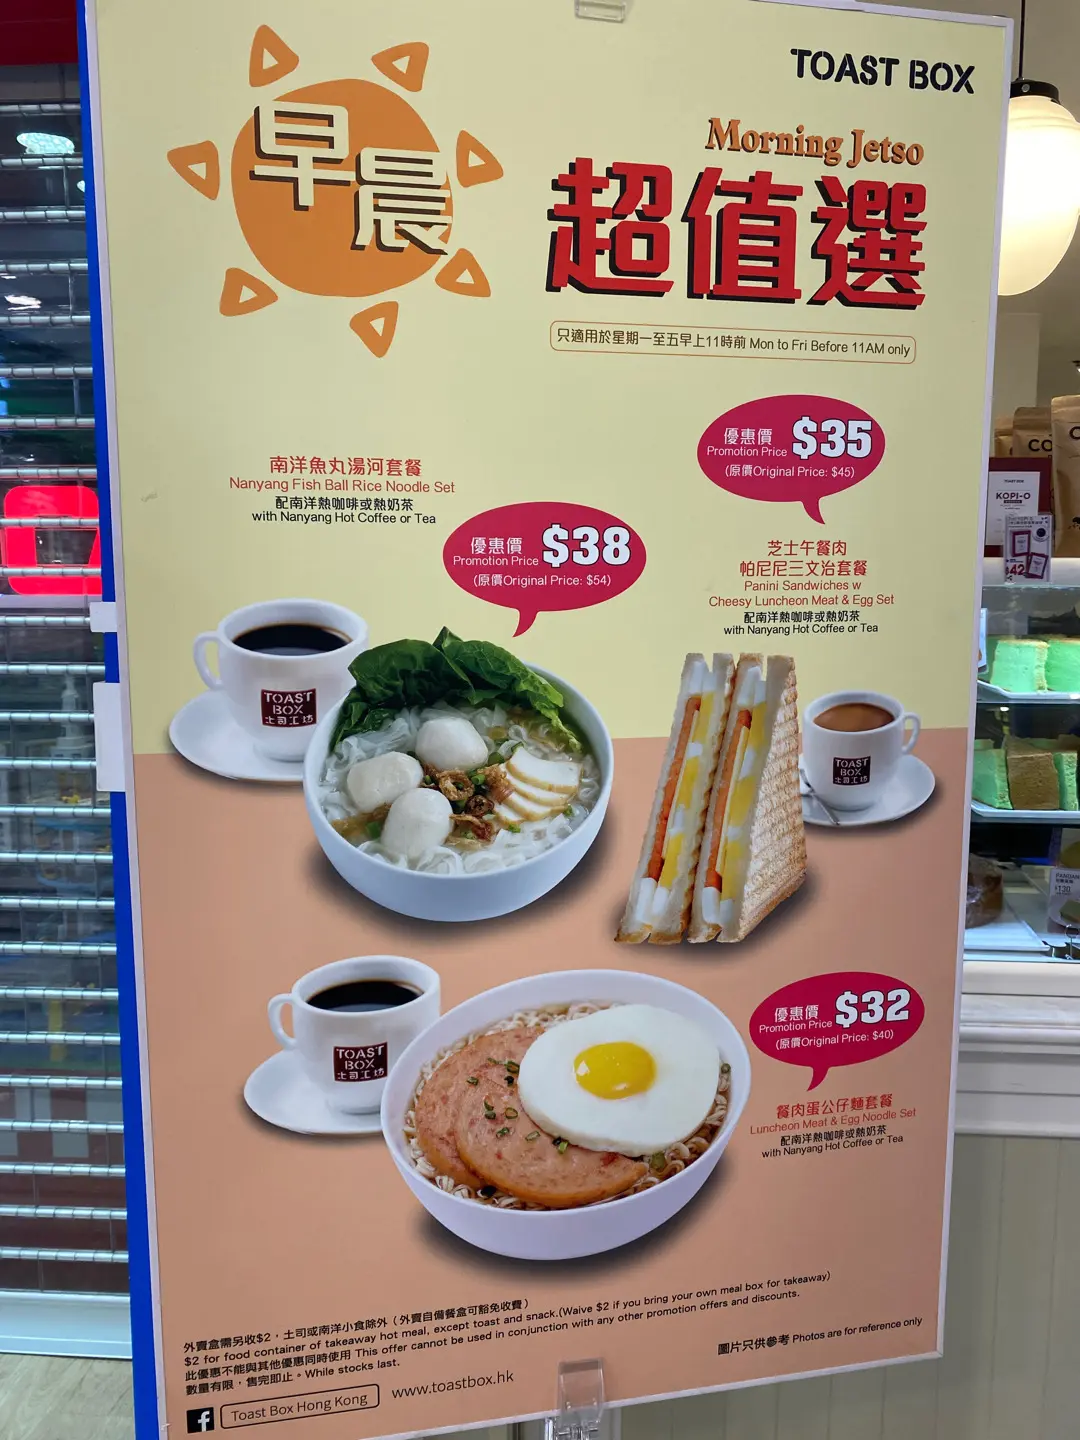 TOAST BOX
早晨
Morning Jetso
超值選
只適用於星期一至五早上11時前 Mon to Fri Before 11AM only
南洋魚丸湯河套餐
Nanyang Fish Ball Rice Noodle Set
配南洋熱咖啡或熱奶茶
with Nanyang Hot Coffee or Tea
優惠價
Promotion Price $38
(原價Original Price: $54)
優惠價
Promotion Price $35
(原價Original Price: $45)
芝士午餐肉
帕尼尼三文治套餐
Panini Sandwiches w
Cheesy Luncheon Meat & Egg Set
配南洋熱咖啡或熱奶茶
with Nanyang Hot Coffee or Tea
TOAST
BOX
土司工坊
TOAST
BOX
土司工坊
TOAST
BOX
土司工坊
優惠價
Promotion Price $32
(原價Original Price: $40)
餐肉蛋公仔麵套餐
Luncheon Meat & Egg Noodle Set
配南洋熱咖啡或熱奶茶
with Nanyang Hot Coffee or Tea
外賣盒需另收$2，土司或南洋小食除外（外賣自備餐盒可豁免收費）
$2 for food container of takeaway hot meal, except toast and snack.(Waive $2 if you bring your own meal box for takeaway)
此優惠不能與其他優惠同時使用 This offer cannot be used in conjunction with any other promotion offers and discounts.
數量有限，售完即止。While stocks last.
圖片只供參考 Photos are for reference only
f Toast Box Hong Kong www.toastbox.hk
CO
TOAST BOX
KOPI-O
$42
PANDAN
$120